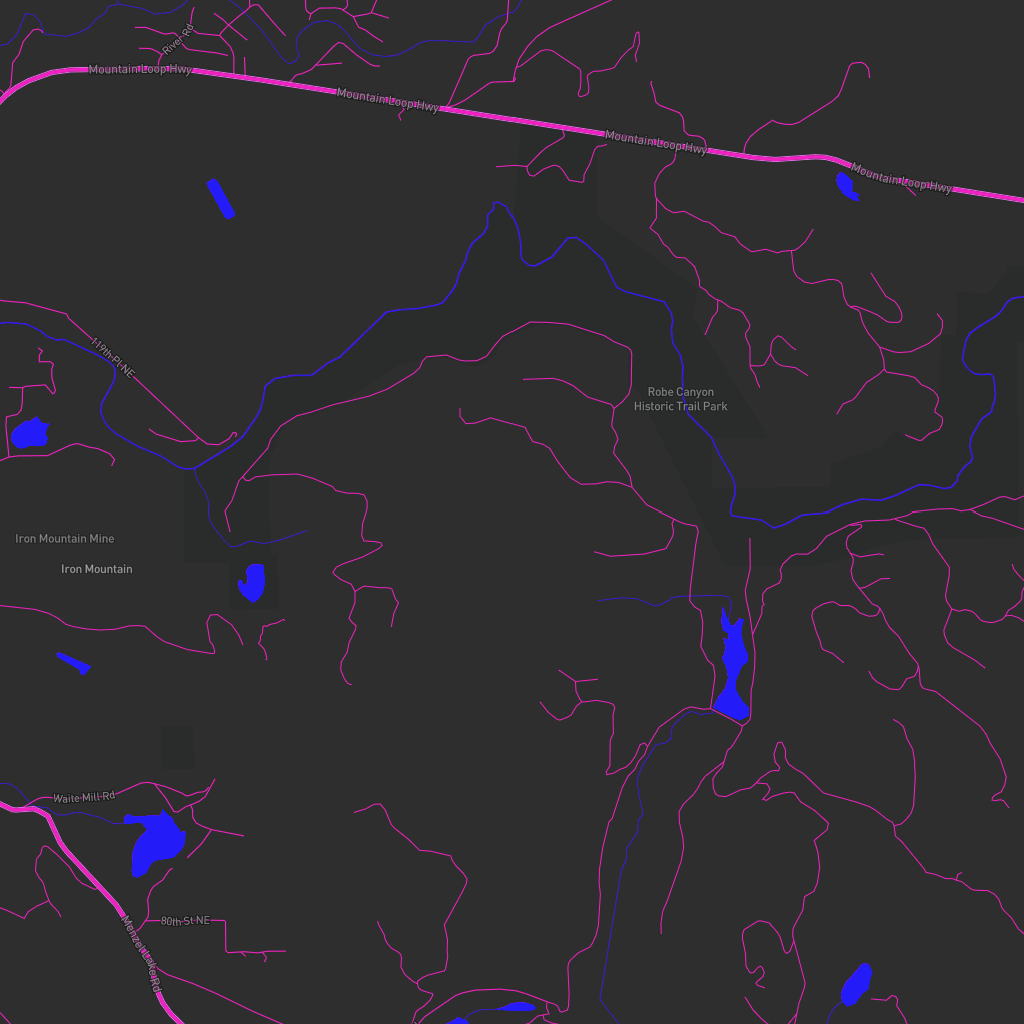 River Rd
Mountain Loop Hwy
Mountain Loop Hwy
Mountain Loop Hwy
Mountain Loop Hwy
119th Pl NE
Robe Canyon
Historic Trail Park
Iron Mountain Mine
Iron Mountain
Waite Mill Rd
80th St NE
Menzel Lake Rd